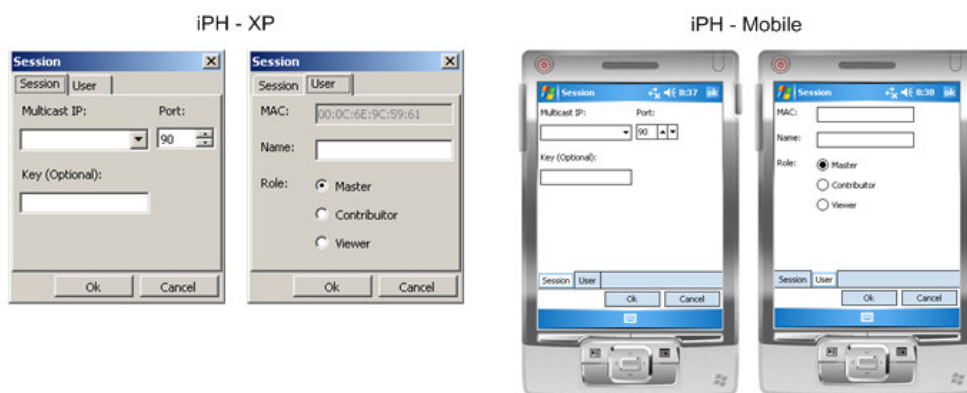 iPH - XP
iPH - Mobile
Session
Session User
Multicast IP: Port:
90
Key (Optional):
Ok Cancel
Session
Session User
MAC: 00:0C:6E:9C:59:61
Name:
Role: Master
Contribuitor
Viewer
Ok Cancel
Session 8:37 ok
Multicast IP: Port:
90
Key (Optional):
Session User
Ok Cancel
Session 8:38 ok
MAC:
Name:
Role: Master
Contributor
Viewer
Session User
Ok Cancel